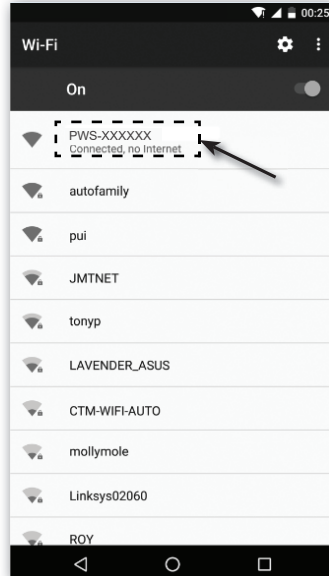 00:25
Wi-Fi
On
PWS-XXXXXX
Connected, no Internet
autofamily
pui
JMTNET
tonyp
LAVENDER_ASUS
CTM-WIFI-AUTO
mollymole
Linksys02060
ROY